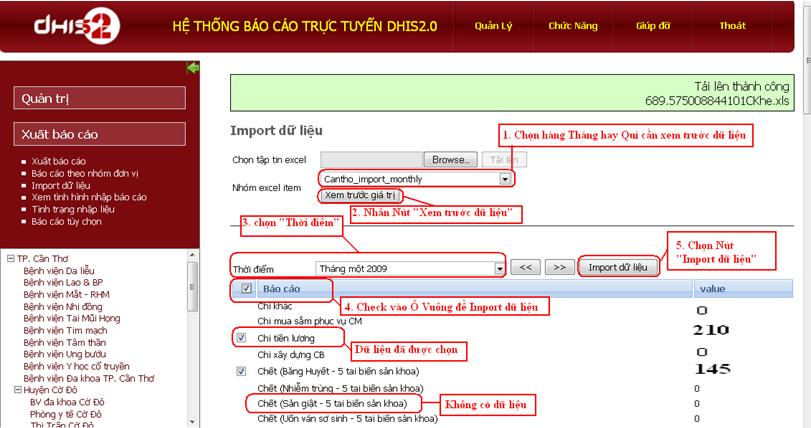 DHIS2
HỆ THỐNG BÁO CÁO TRỰC TUYẾN DHIS2.0
Quản Lý
Chức Năng
Giúp đỡ
Thoát
Quản trị
Xuất báo cáo
Xuất báo cáo
Báo cáo theo nhóm đơn vị
Import dữ liệu
Xem tình hình nhập báo cáo
Tình trạng nhập liệu
Báo cáo tùy chọn
TP. Cần Thơ
Bệnh viện Da liễu
Bệnh viện Lao & BP
Bệnh viện Mắt - RHM
Bệnh viện Nhi đồng
Bệnh viện Tai Mũi Họng
Bệnh viện Tim mạch
Bệnh viện Tâm thần
Bệnh viện Ung bướu
Bệnh viện Y học cổ truyền
Bệnh viện Đa khoa TP. Cần Thơ
Huyện Cờ Đỏ
BV đa khoa Cờ Đỏ
Phòng y tế Cờ Đỏ
Thị Trấn Cờ Đỏ
Tải lên thành công
689.575008844101CKhe.xls
Import dữ liệu
1. Chọn hàng Tháng hay Quí cần xem trước dữ liệu
Chọn tập tin excel
Browse...
Tải lên
Nhóm excel item
Cantho_import_monthly
Xem trước giá trị
2. Nhấn Nút "Xem trước dữ liệu"
3. chọn "Thời điểm"
5. Chọn Nút
"Import dữ liệu"
Thời điểm
Tháng một 2009
<<
>>
Import dữ liệu
Báo cáo
value
4. Check vào Ô Vuông để Import dữ liệu
Chi khác
0
Chi mua sắm phục vụ CM
210
Chi tiền lương
Dữ liệu đã được chọn
Chi xây dựng CB
0
Chết (Băng Huyết - 5 tai biến sản khoa)
145
Chết (Nhiễm trùng - 5 tai biến sản khoa)
0
Chết (Sản giật - 5 tai biến sản khoa)
Không có dữ liệu
0
Chết (Uốn ván sơ sinh - 5 tai biến sản khoa)
0